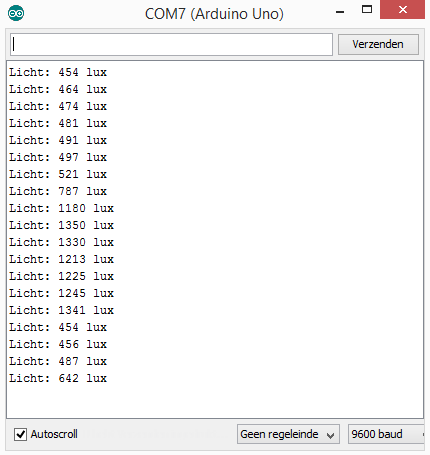 COM7 (Arduino Uno)
Verzenden
Licht: 454 lux
Licht: 464 lux
Licht: 474 lux
Licht: 481 lux
Licht: 491 lux
Licht: 497 lux
Licht: 521 lux
Licht: 787 lux
Licht: 1180 lux
Licht: 1350 lux
Licht: 1330 lux
Licht: 1213 lux
Licht: 1225 lux
Licht: 1245 lux
Licht: 1341 lux
Licht: 454 lux
Licht: 456 lux
Licht: 487 lux
Licht: 642 lux
Autoscroll Geen regeleinde 9600 baud